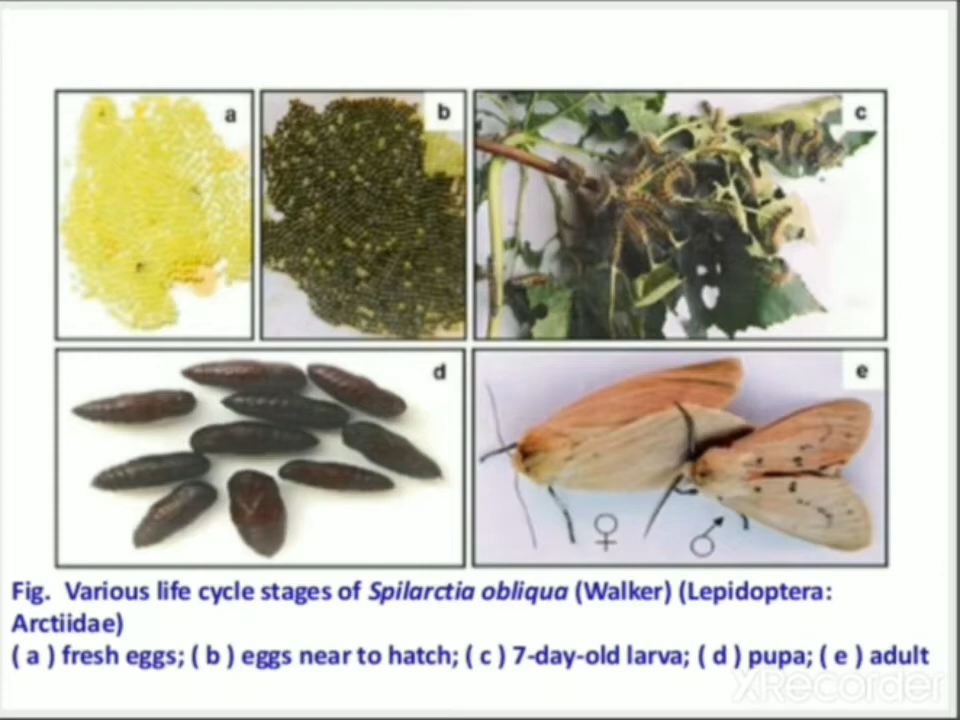 a
b
c
d
e
♀
♂
Fig. Various life cycle stages of Spilarctia obliqua (Walker) (Lepidoptera:
Arctiidae)
( a ) fresh eggs; ( b ) eggs near to hatch; ( c ) 7-day-old larva; ( d ) pupa; ( e ) adult
XRecorder